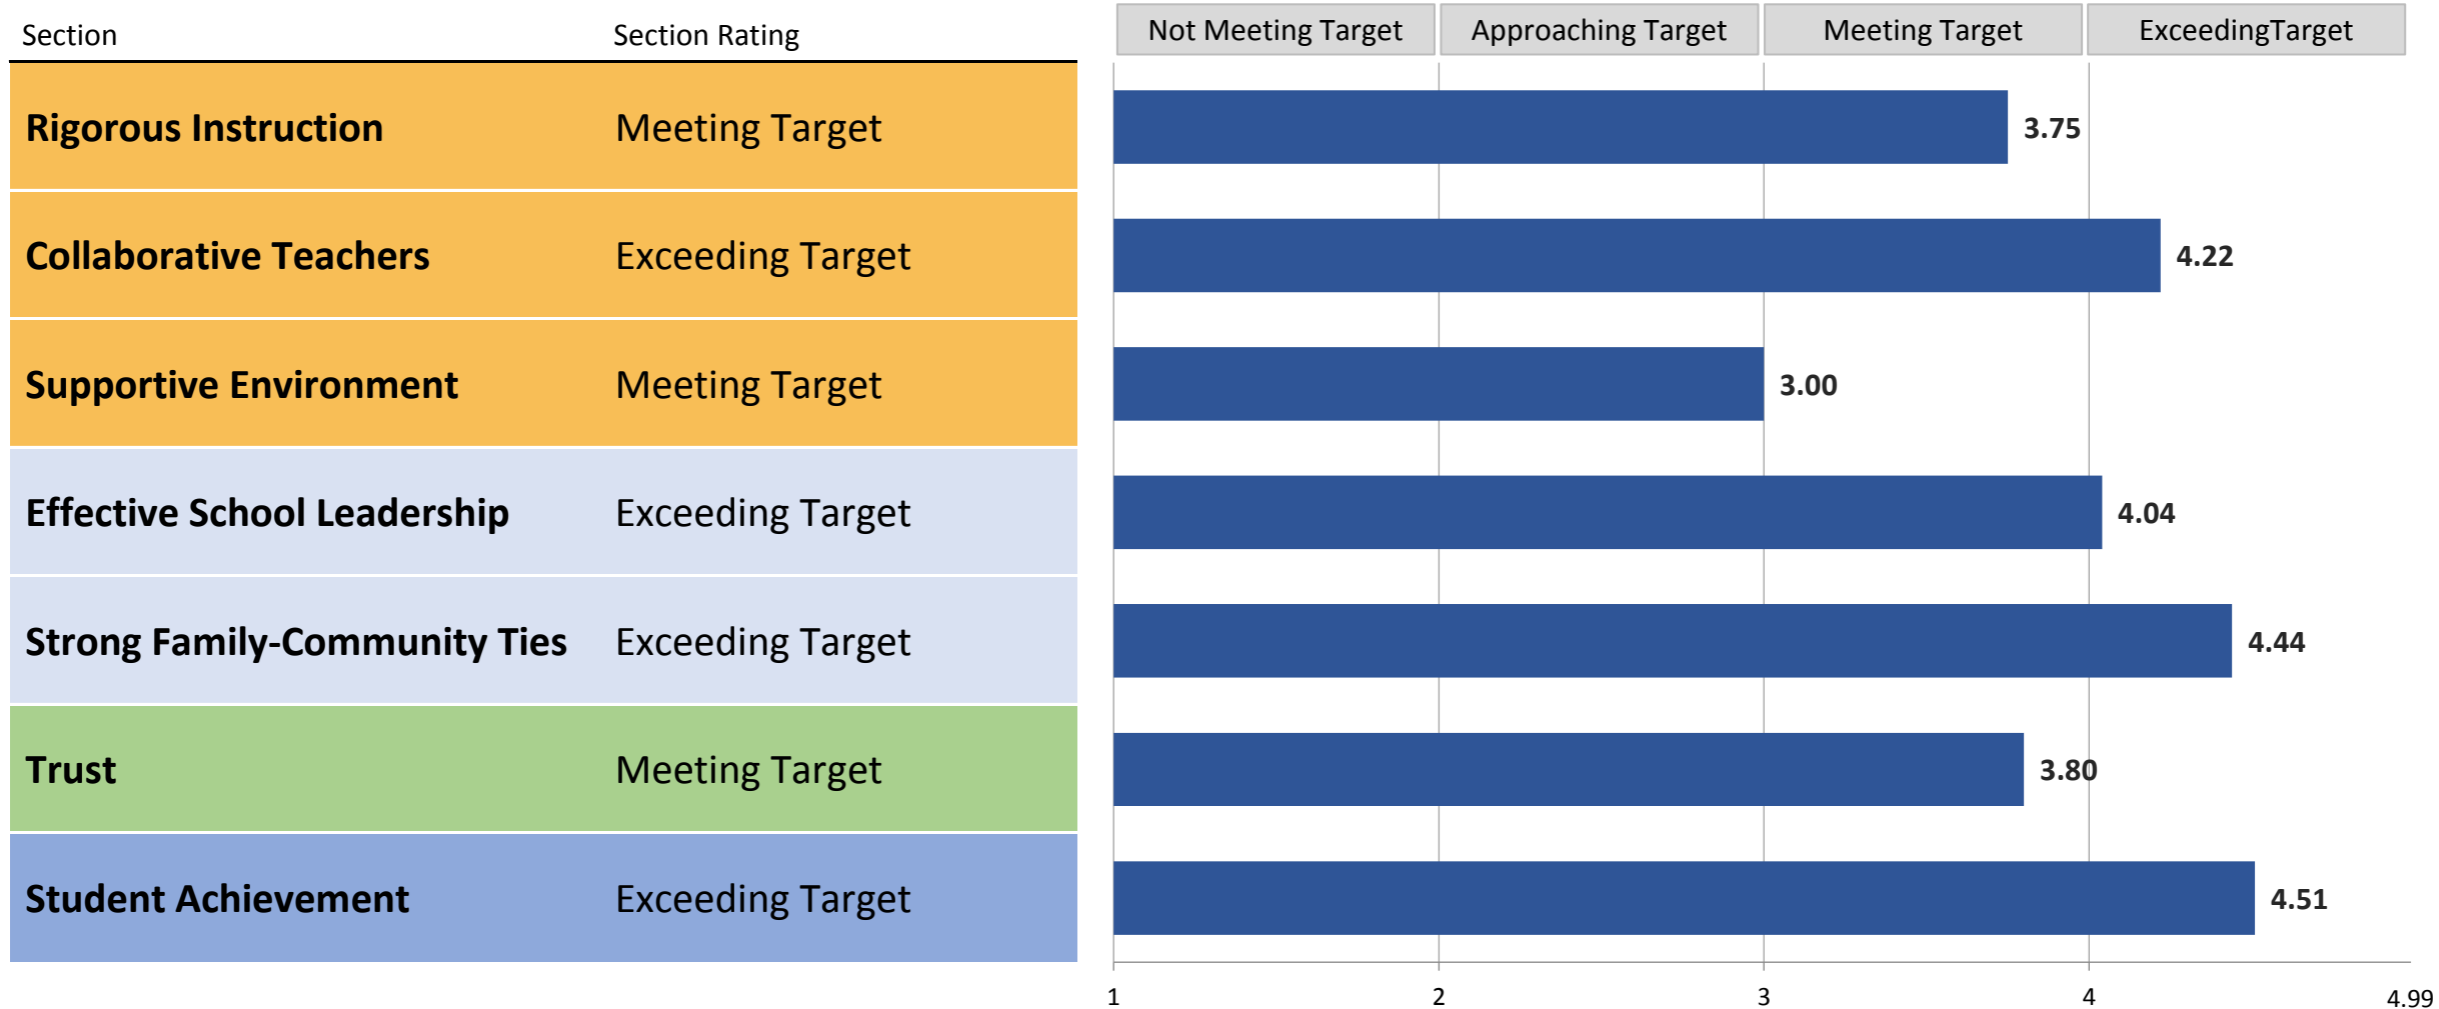 Section Section Rating Not Meeting Target Approaching Target Meeting Target ExceedingTarget
Rigorous Instruction Meeting Target 3.75
Collaborative Teachers Exceeding Target 4.22
Supportive Environment Meeting Target 3.00
Effective School Leadership Exceeding Target 4.04
Strong Family-Community Ties Exceeding Target 4.44
Trust Meeting Target 3.80
Student Achievement Exceeding Target 4.51
1 2 3 4 4.99